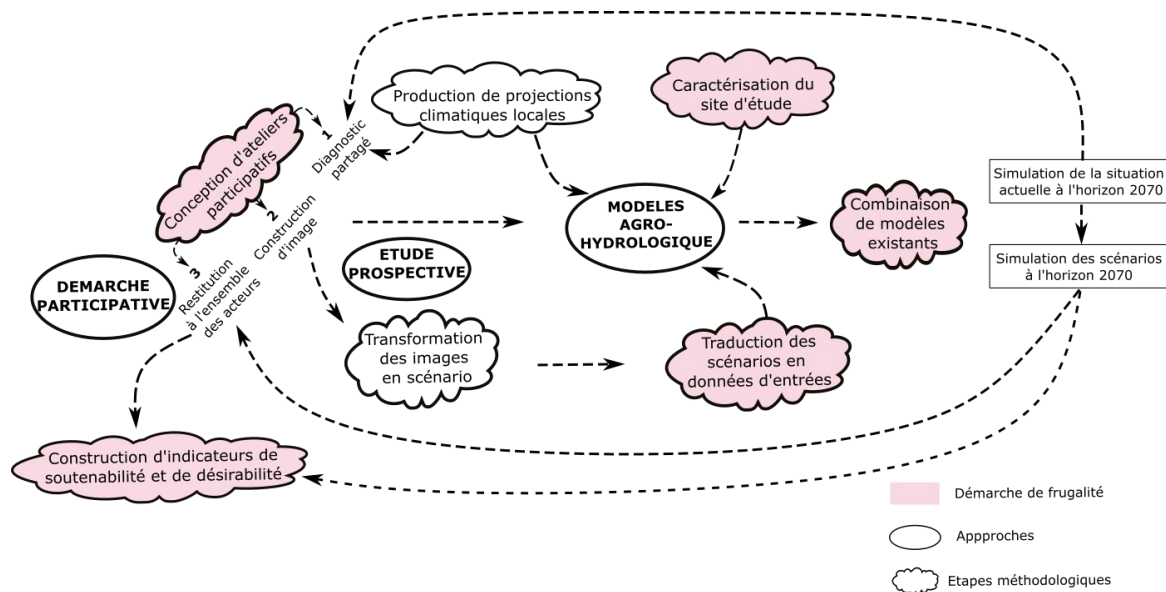 Production de projections
climatiques locales
Caractérisation du
site d'étude
Conception d'ateliers
participatifs
1
Diagnostic
partagé
2
Construction
d'image
3
Restitution
à l'ensemble
des acteurs
DEMARCHE
PARTICIPATIVE
ETUDE
PROSPECTIVE
MODELES
AGRO-
HYDROLOGIQUE
Combinaison
de modèles
existants
Simulation de la situation
actuelle à l'horizon 2070
Simulation des scénarios
à l'horizon 2070
Transformation
des images
en scénario
Traduction des
scénarios en
données d'entrées
Construction d'indicateurs de
soutenabilité et de désirabilité
Démarche de frugalité
Appproches
Etapes méthodologiques